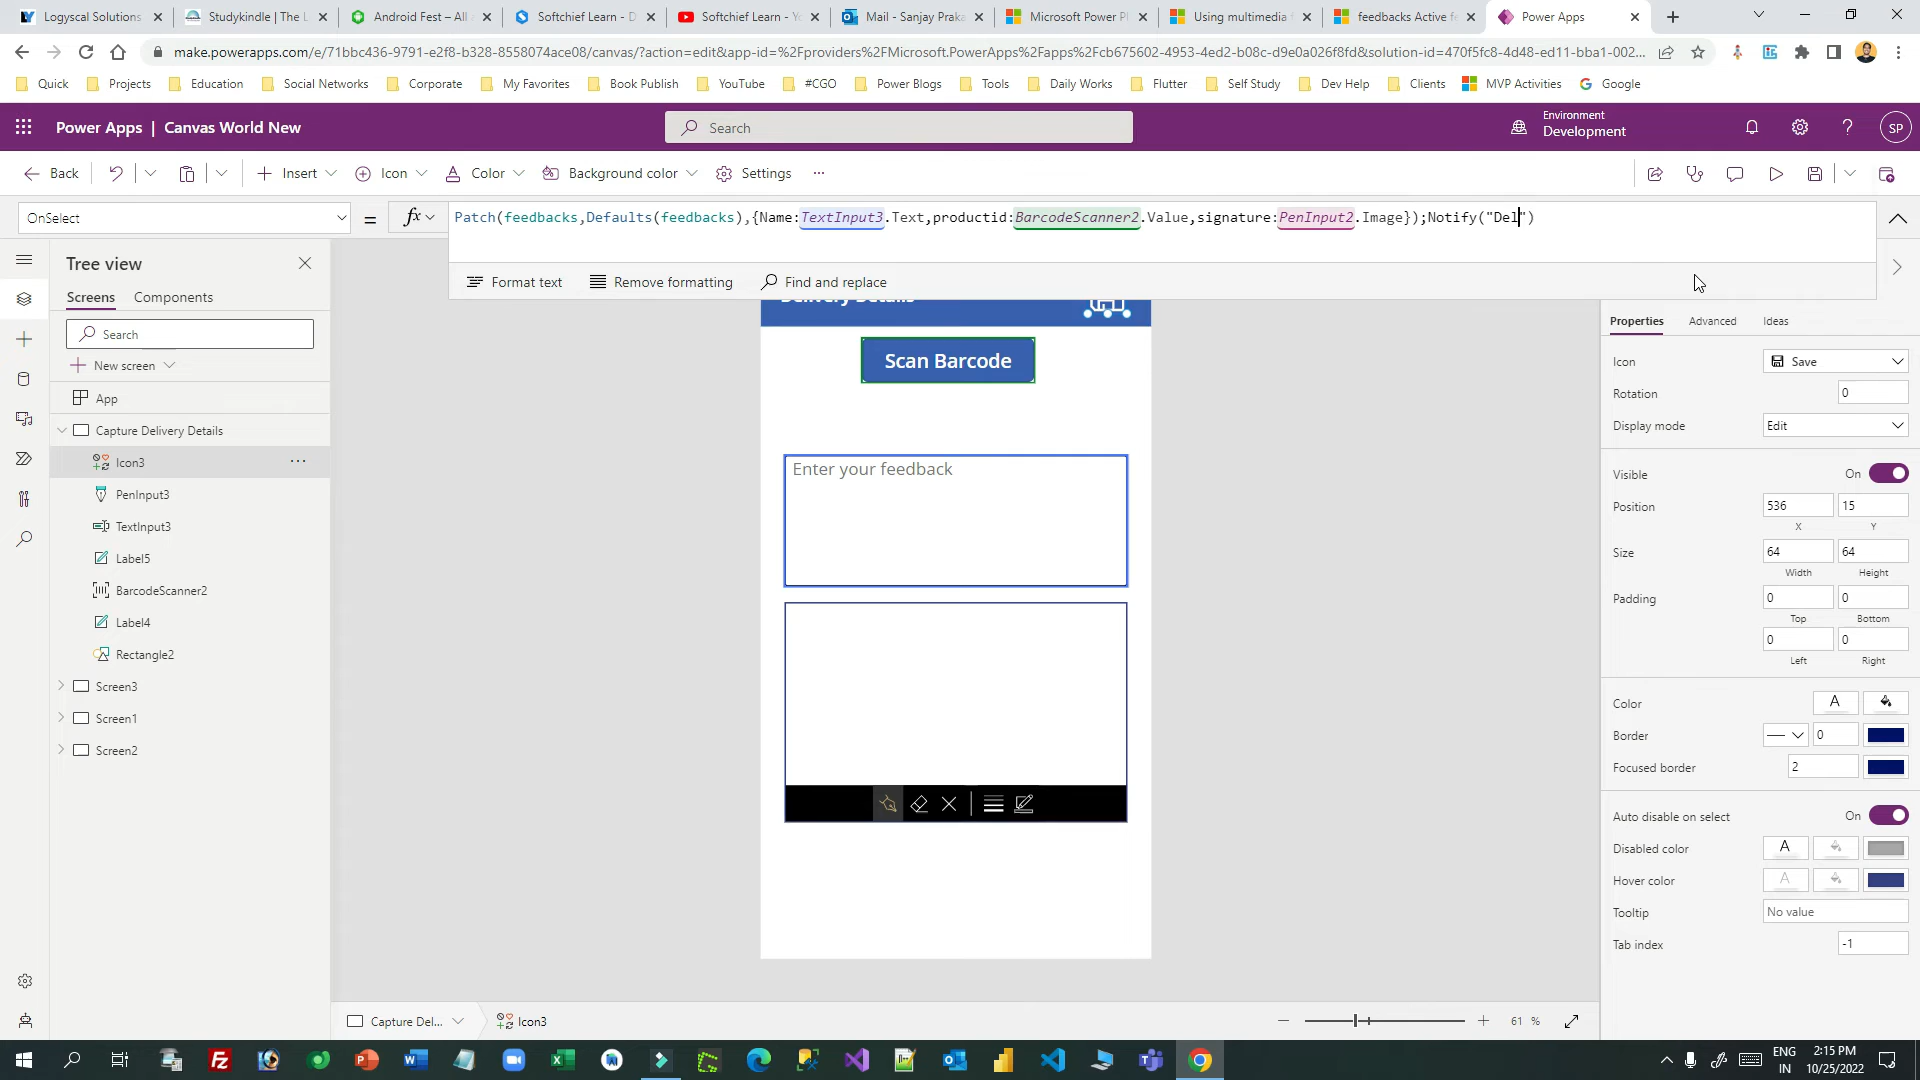 Logyscal Solutions
Studykindle | The L
Android Fest – All a
Softchief Learn - D
Softchief Learn - Yo
Mail - Sanjay Praka
Microsoft Power Pl
Using multimedia f
feedbacks Active fe
Power Apps
make.powerapps.com/e/71bbc436-9791-e2f8-b328-8558074ace08/canvas/?action=edit&app-id=%2Fproviders%2FMicrosoft.PowerApps%2Fapps%2Fcb675602-4953-4ed2-b08c-d9e0a026f8fd&solution-id=470f5fc8-4d48-ed11-bba1-002...
Quick
Projects
Education
Social Networks
Corporate
My Favorites
Book Publish
YouTube
#CGO
Power Blogs
Tools
Daily Works
Flutter
Self Study
Dev Help
Clients
MVP Activities
Google
Power Apps | Canvas World New
Search
Environment
Development
SP
Back
Insert
Icon
Color
Background color
Settings
OnSelect
=
fx
Patch(feedbacks,Defaults(feedbacks),{Name:TextInput3.Text,productid:BarcodeScanner2.Value,signature:PenInput2.Image});Notify("Del")
Format text
Remove formatting
Find and replace
Tree view
Screens
Components
Search
New screen
App
Capture Delivery Details
Icon3
PenInput3
TextInput3
Label5
BarcodeScanner2
Label4
Rectangle2
Screen3
Screen1
Screen2
Delivery Details
Scan Barcode
Enter your feedback
Properties
Advanced
Ideas
Icon
Save
Rotation
0
Display mode
Edit
Visible
On
Position
536
15
X
Y
Size
64
64
Width
Height
Padding
0
0
Top
Bottom
0
0
Left
Right
Color
A
Border
0
Focused border
2
Auto disable on select
On
Disabled color
A
Hover color
A
Tooltip
No value
Tab index
-1
Capture Del...
Icon3
61 %
ENG
IN
2:15 PM
10/25/2022